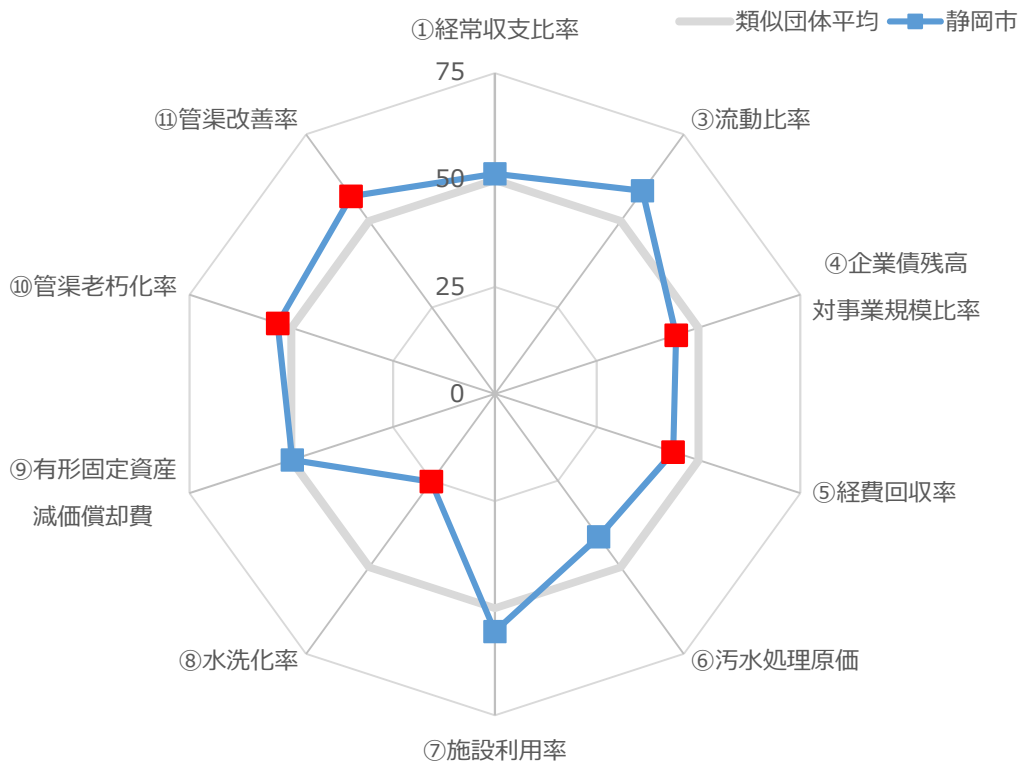 類似団体平均 静岡市
①経常収支比率
75
⑪管渠改善率
③流動比率
50
④企業債残高
対事業規模比率
⑩管渠老朽化率
25
0
⑨有形固定資産
減価償却費
⑤経費回収率
⑧水洗化率
⑥汚水処理原価
⑦施設利用率